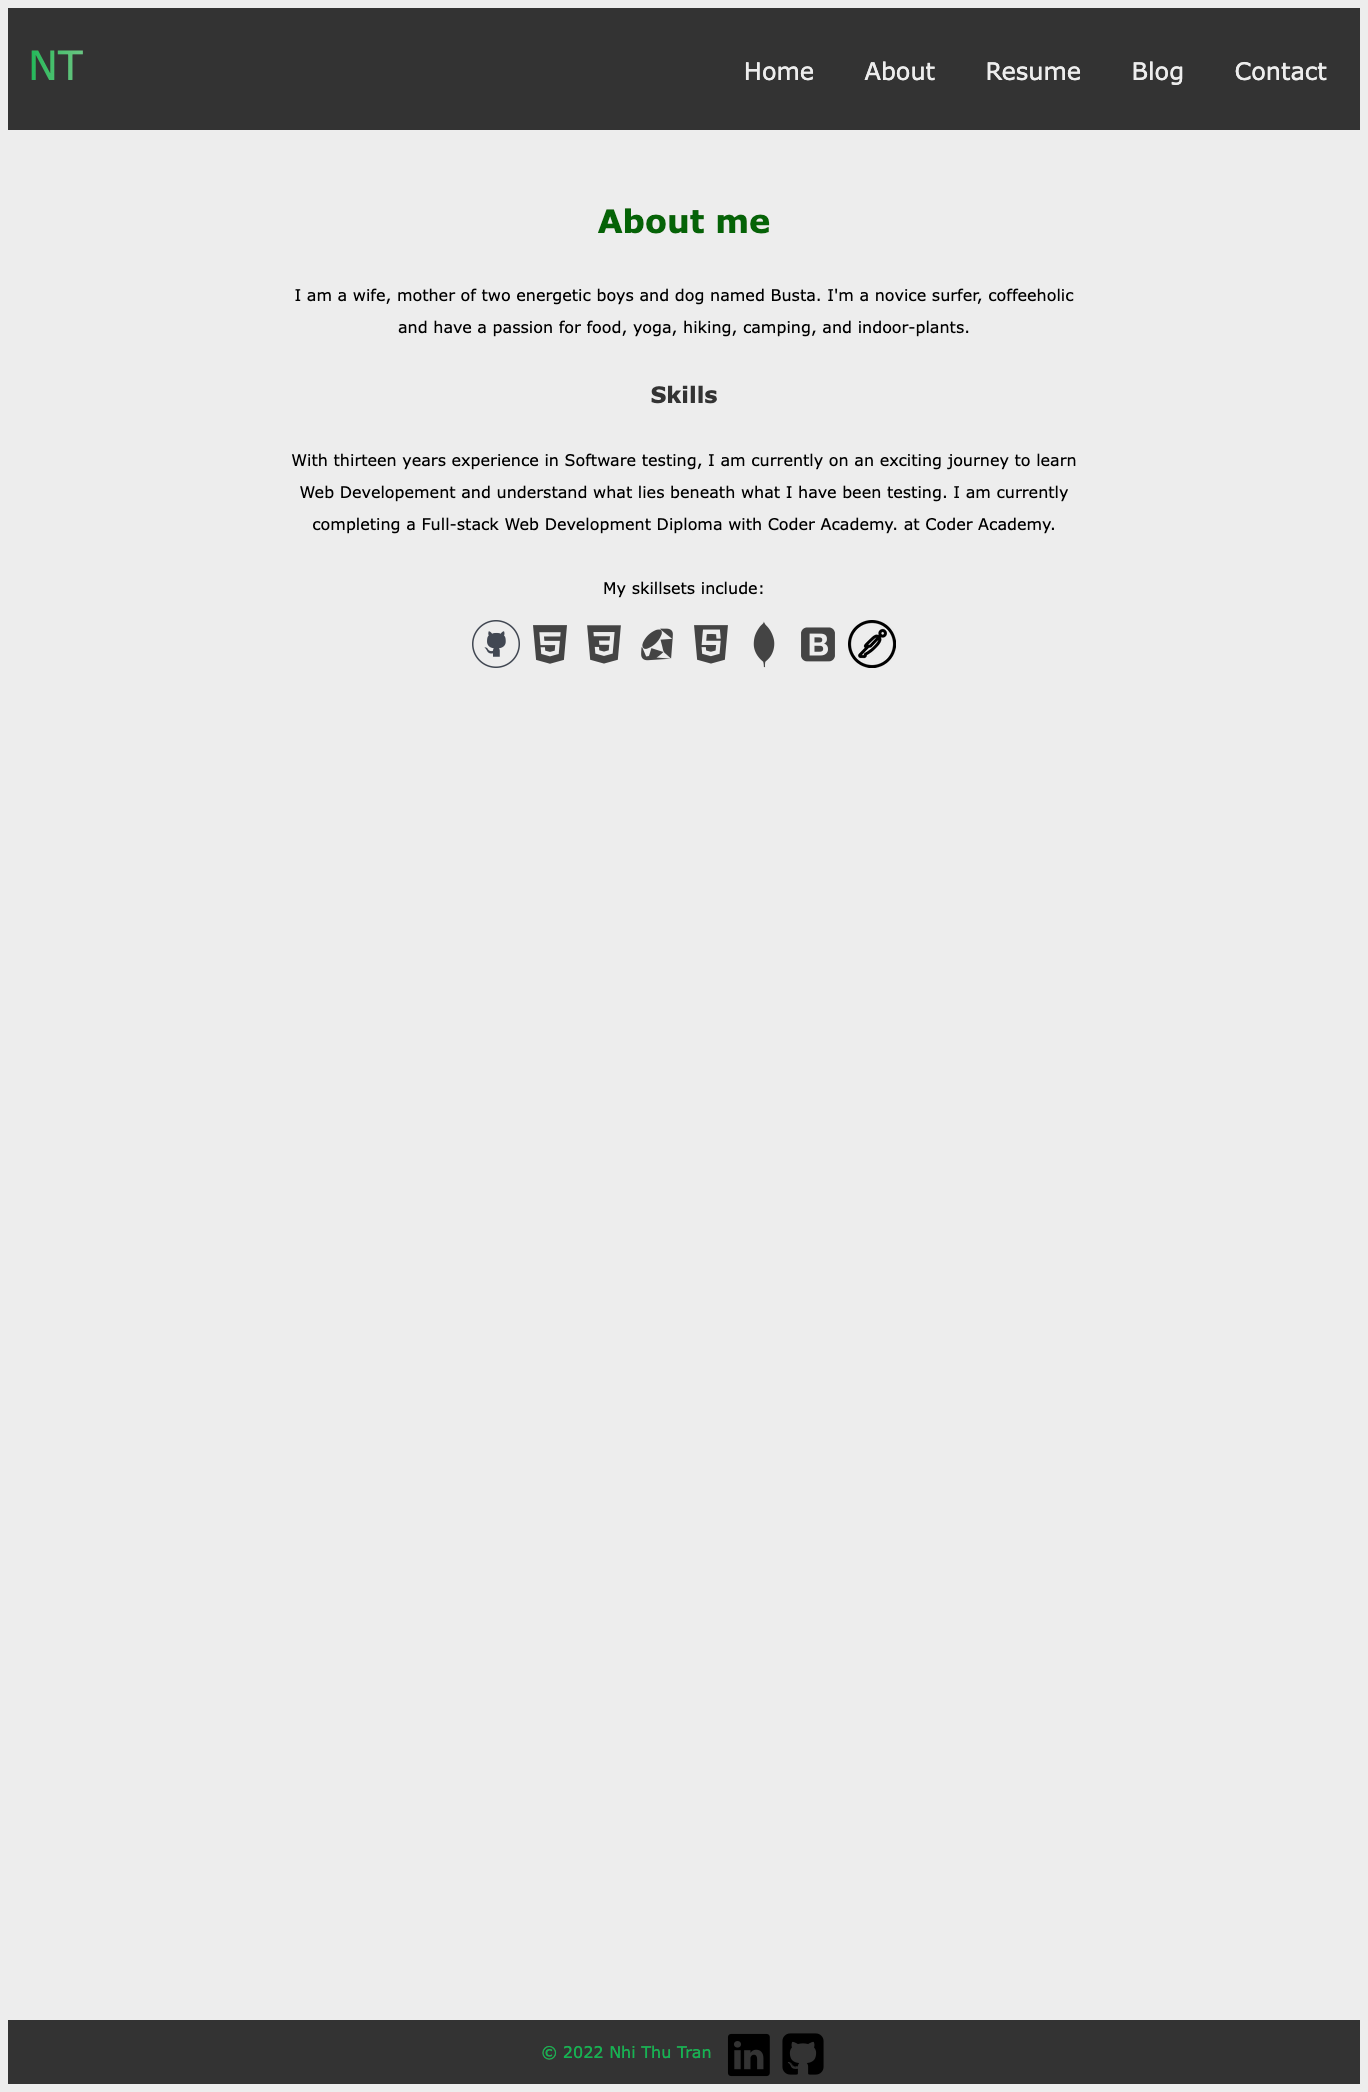 NT
Home About Resume Blog Contact
About me
I am a wife, mother of two energetic boys and dog named Busta. I'm a novice surfer, coffeeholic
and have a passion for food, yoga, hiking, camping, and indoor-plants.
Skills
With thirteen years experience in Software testing, I am currently on an exciting journey to learn
Web Developement and understand what lies beneath what I have been testing. I am currently
completing a Full-stack Web Development Diploma with Coder Academy. at Coder Academy.
My skillsets include:
5 3 5 B
© 2022 Nhi Thu Tran in